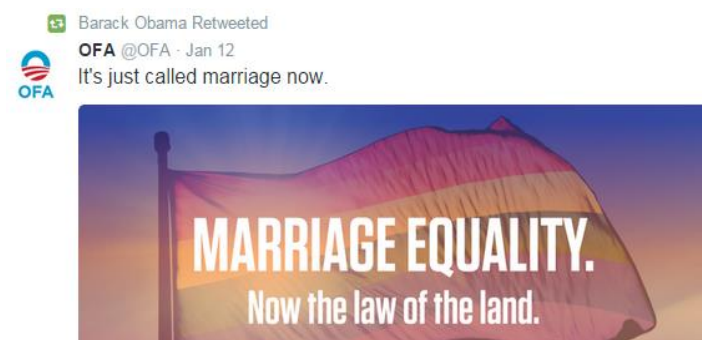 Barack Obama Retweeted
OFA @OFA · Jan 12
It's just called marriage now.
OFA
MARRIAGE EQUALITY.
Now the law of the land.